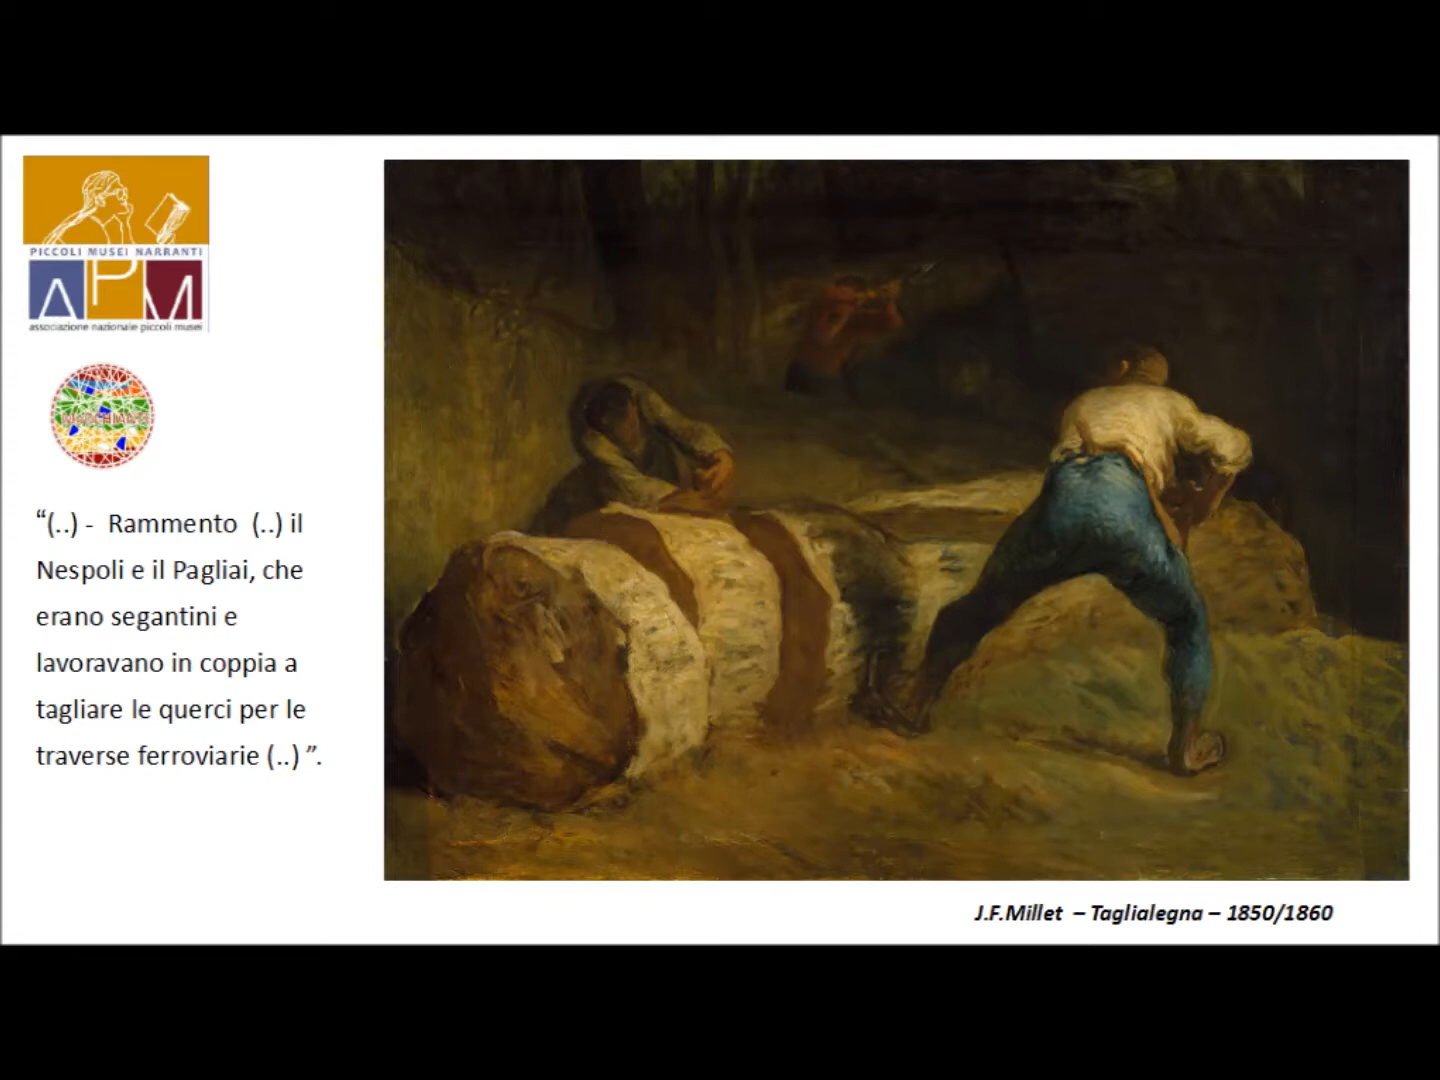 PICCOLI MUSEI NARRANTI
APM
associazione nazionale piccoli musei
“(..) - Rammento (..) il
Nespoli e il Pagliai, che
erano segantini e
lavoravano in coppia a
tagliare le querci per le
traverse ferroviarie (..) ”.
J.F.Millet – Taglialegna – 1850/1860